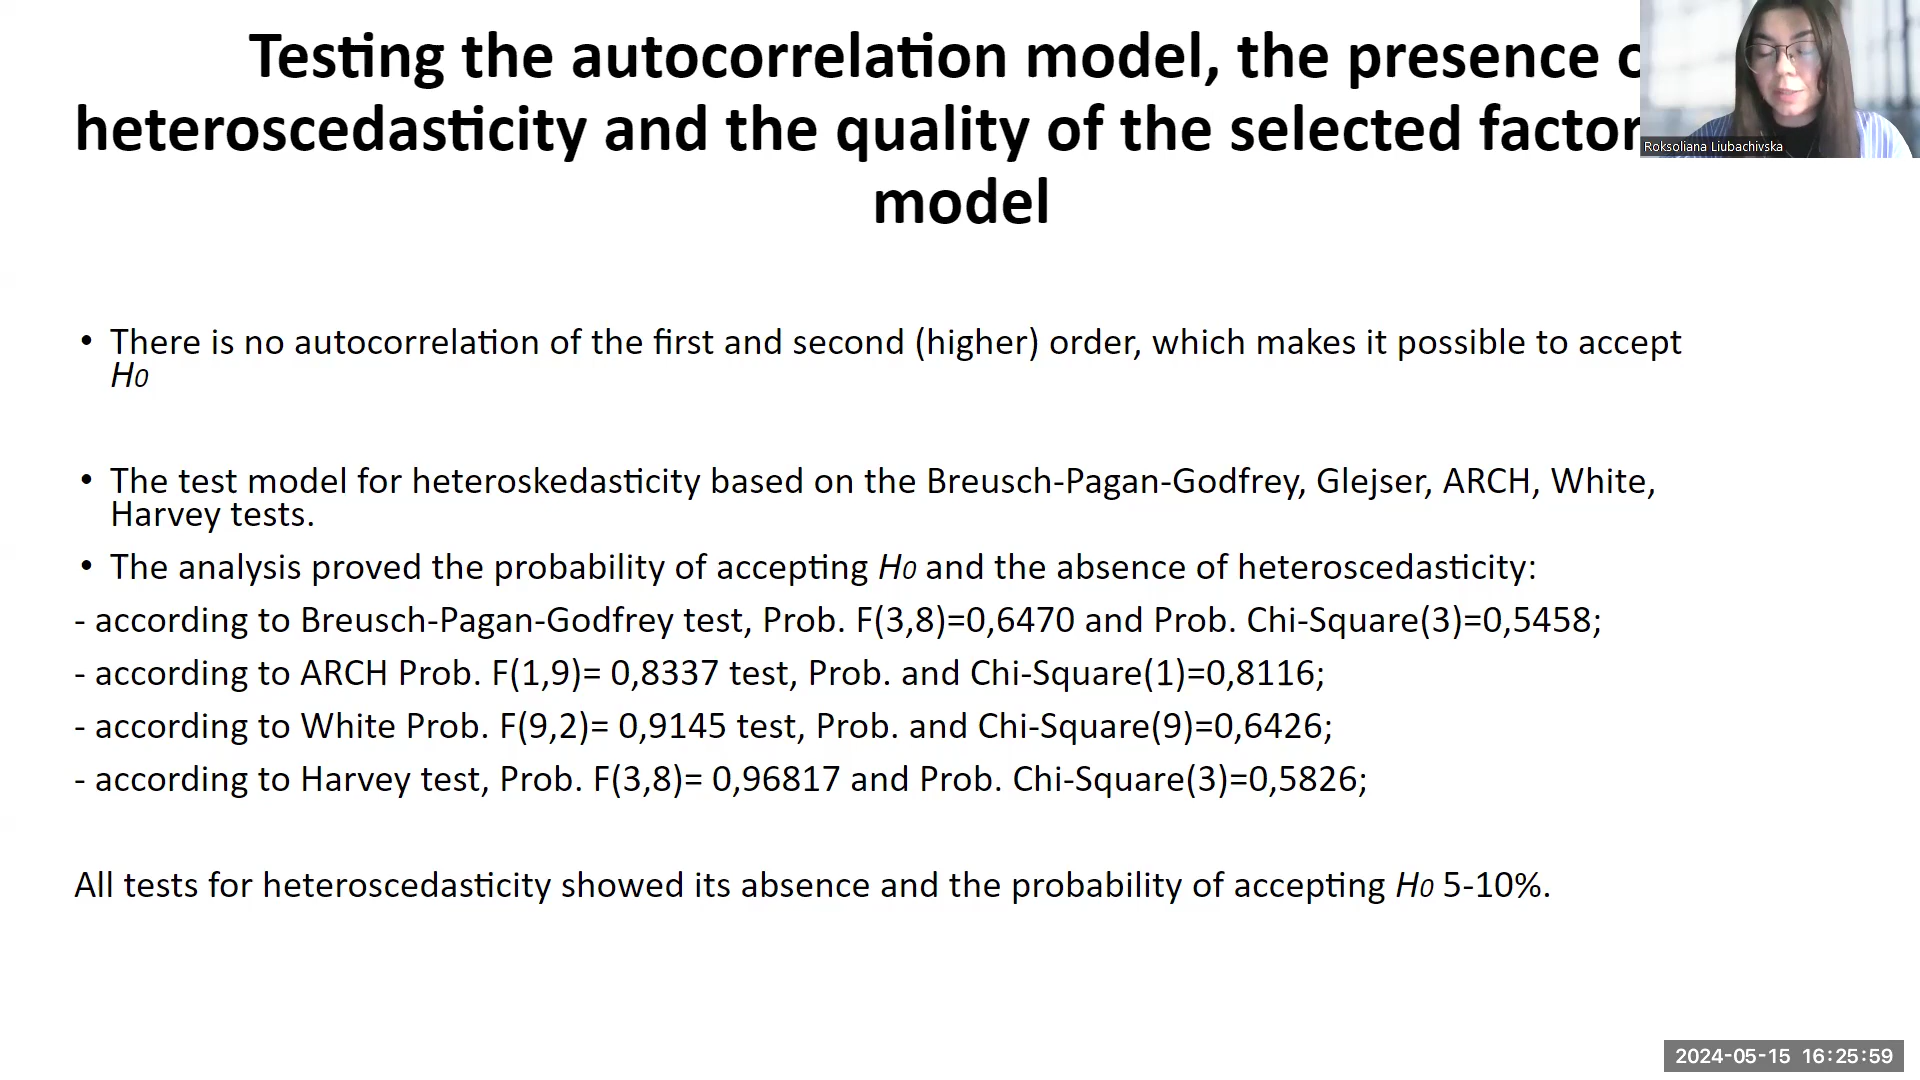 Testing the autocorrelation model, the presence
heteroscedasticity and the quality of the selected factor
model
Roksoliana Liubachivska
• There is no autocorrelation of the first and second (higher) order, which makes it possible to accept
H0
• The test model for heteroskedasticity based on the Breusch-Pagan-Godfrey, Glejser, ARCH, White,
Harvey tests.
• The analysis proved the probability of accepting H0 and the absence of heteroscedasticity:
- according to Breusch-Pagan-Godfrey test, Prob. F(3,8)=0,6470 and Prob. Chi-Square(3)=0,5458;
- according to ARCH Prob. F(1,9)= 0,8337 test, Prob. and Chi-Square(1)=0,8116;
- according to White Prob. F(9,2)= 0,9145 test, Prob. and Chi-Square(9)=0,6426;
- according to Harvey test, Prob. F(3,8)= 0,96817 and Prob. Chi-Square(3)=0,5826;
All tests for heteroscedasticity showed its absence and the probability of accepting H0 5-10%.
2024-05-15 16:25:59